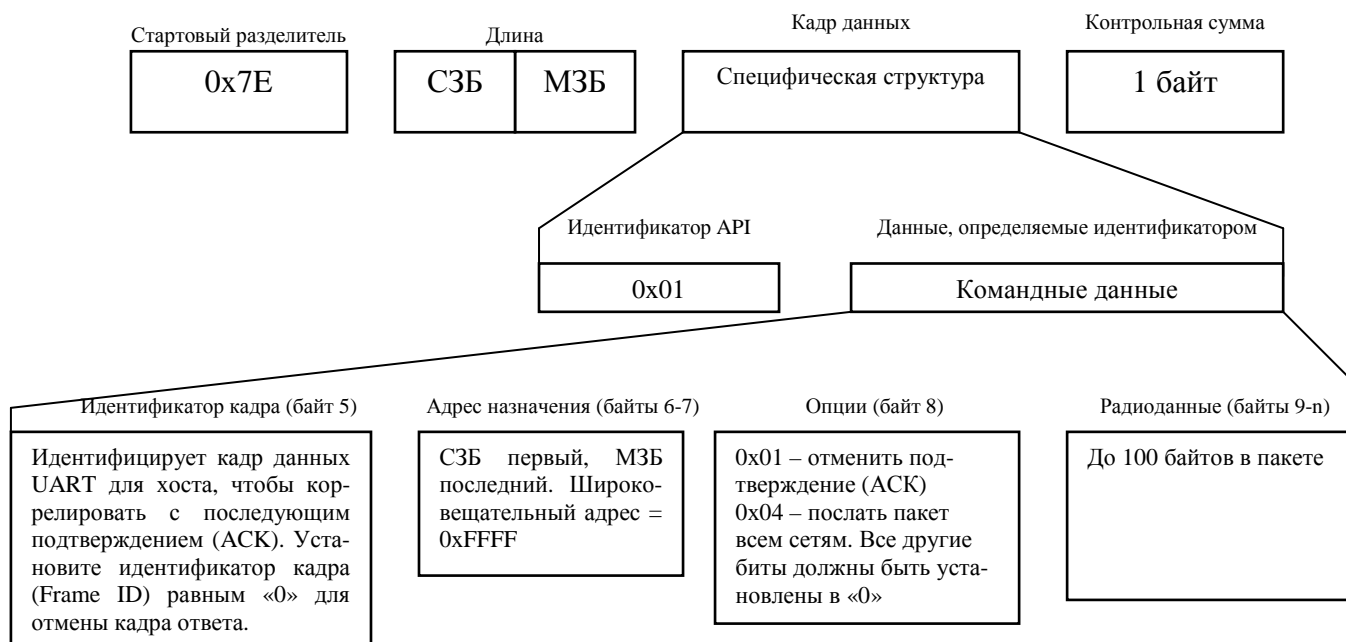 Стартовый разделитель
Длина
Кадр данных
Контрольная сумма
0x7E
СЗБ
МЗБ
Специфическая структура
1 байт
Идентификатор API
Данные, определяемые идентификатором
0x01
Командные данные
Идентификатор кадра (байт 5)
Адрес назначения (байты 6-7)
Опции (байт 8)
Радиоданные (байты 9-n)
Идентифицирует кадр данных
UART для хоста, чтобы кор-
релировать с последующим
подтверждением (ACK). Уста-
новите идентификатор кадра
(Frame ID) равным «0» для
отмены кадра ответа.
СЗБ первый, МЗБ
последний. Широко-
вещательный адрес =
0xFFFF
0x01 – отменить под-
тверждение (АСК)
0x04 – послать пакет
всем сетям. Все другие
биты должны быть уста-
новлены в «0»
До 100 байтов в пакете